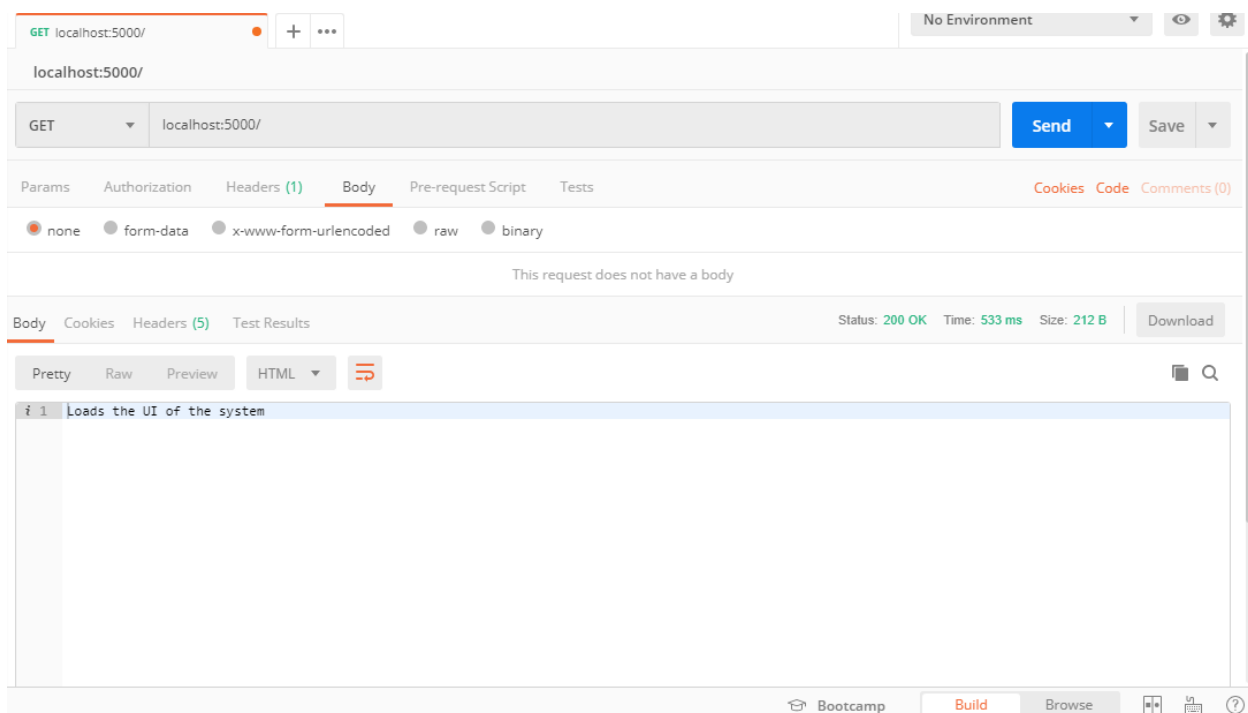 GET localhost:5000/
No Environment
localhost:5000/
GET localhost:5000/ Send Save
Params Authorization Headers (1) Body Pre-request Script Tests Cookies Code Comments (0)
none form-data x-www-form-urlencoded raw binary
This request does not have a body
Body Cookies Headers (5) Test Results Status: 200 OK Time: 533 ms Size: 212 B Download
Pretty Raw Preview HTML
i 1 Loads the UI of the system
Bootcamp Build Browse